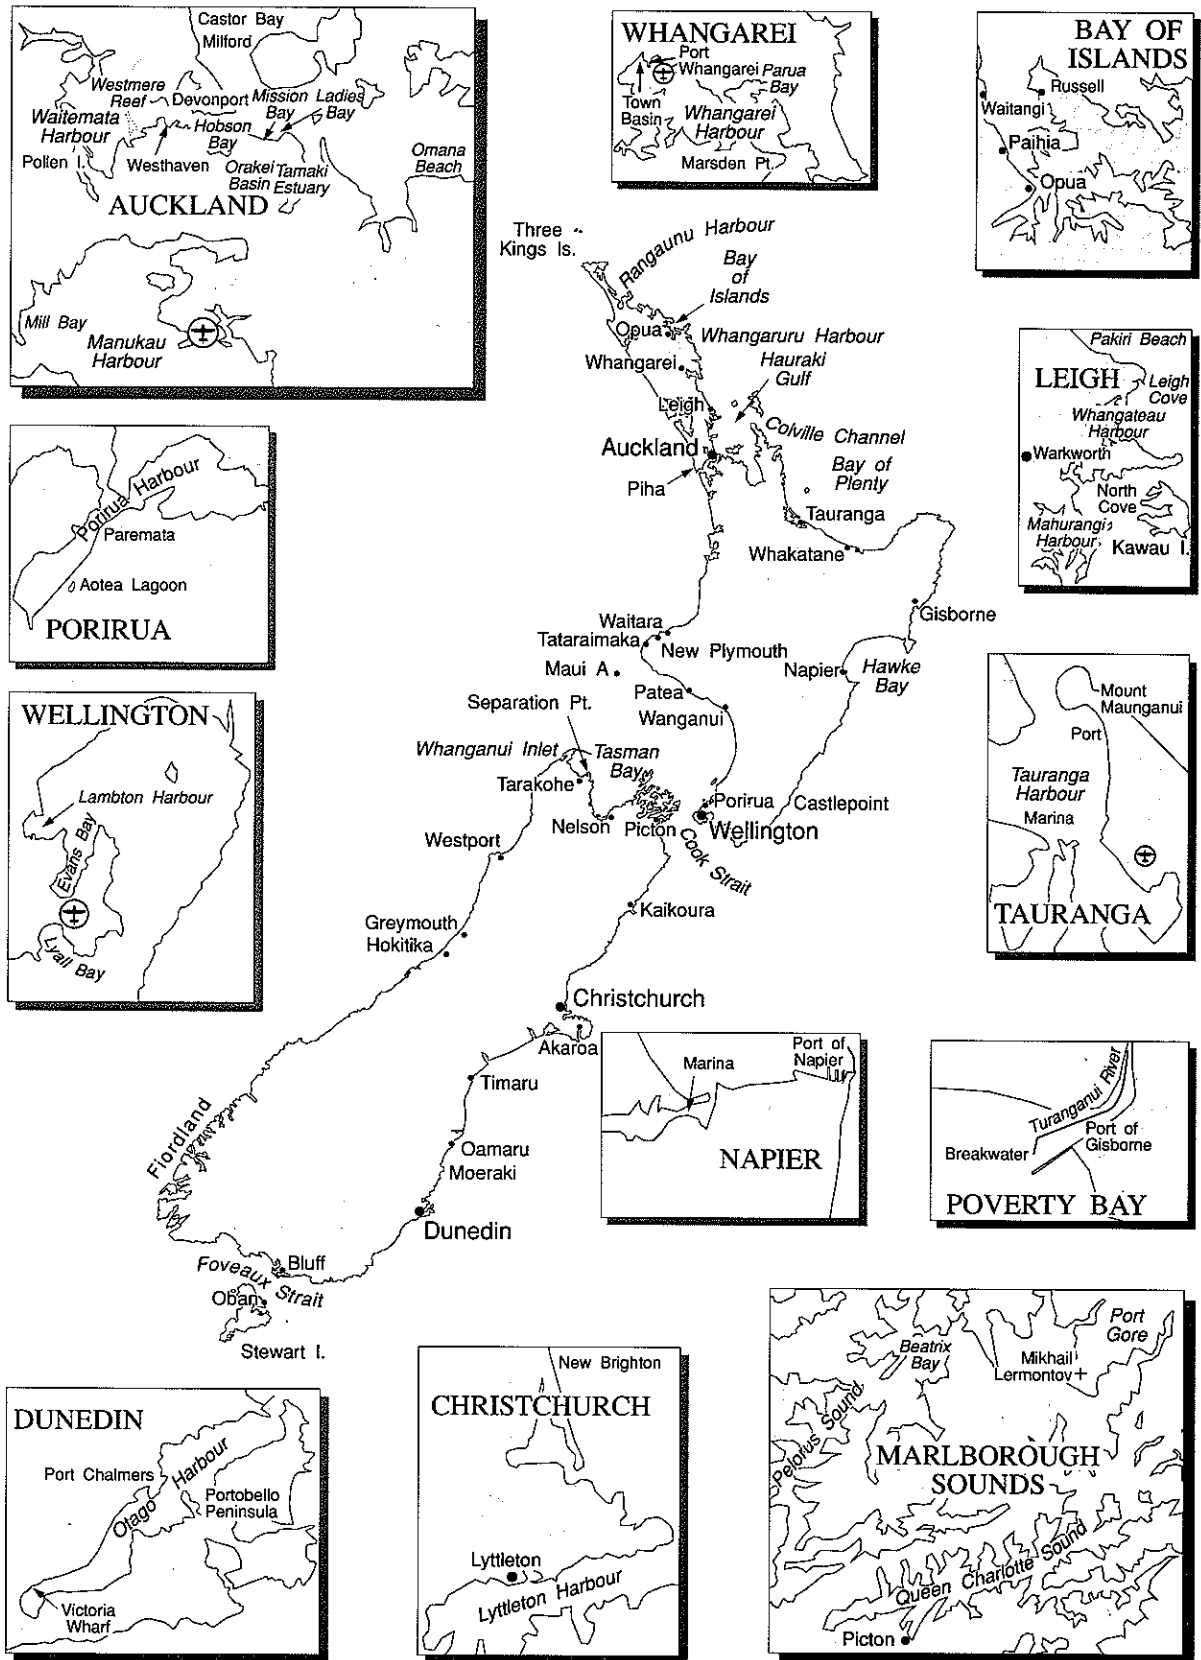 Castor Bay
Milford
Westmere
Reef
Devonport
Mission
Bay
Ladies
Bay
Waitemata
Harbour
Hobson
Bay
Pollen I.
Westhaven
Orakei
Basin
Tamaki
Estuary
Omana
Beach
AUCKLAND
Mill Bay
Manukau
Harbour
WHANGAREI
Port
Whangarei
Parua
Bay
Town
Basin
Whangarei
Harbour
Marsden Pt.
BAY OF
ISLANDS
Russell
Waitangi
Paihia
Opua
Three
Kings Is.
Rangaunu Harbour
Bay
of
Islands
Opua
Whangaruru Harbour
Whangarei
Hauraki
Gulf
Leigh
Colville Channel
Auckland
Bay of
Plenty
Piha
Tauranga
Whakatane
Gisborne
Waitara
Tataraimaka
New Plymouth
Maui A
Napier
Hawke
Bay
Patea
Separation Pt.
Wanganui
Whanganui Inlet
Tasman
Bay
Tarakohe
Porirua
Castlepoint
Nelson
Picton
Wellington
Westport
Cook Strait
Kaikoura
Greymouth
Hokitika
Christchurch
Akaroa
Timaru
Fiordland
Oamaru
Moeraki
Dunedin
Bluff
Foveaux Strait
Oban
Stewart I.
Pakiri Beach
LEIGH
Leigh
Cove
Whangateau
Harbour
Warkworth
North
Cove
Mahurangi
Harbour
Kawau I.
Porirua Harbour
Paremata
Aotea Lagoon
PORIRUA
WELLINGTON
Lambton Harbour
Evans Bay
Lyall Bay
Mount
Maunganui
Port
Tauranga
Harbour
Marina
TAURANGA
Port of
Napier
Marina
NAPIER
Turanganui River
Port of
Gisborne
Breakwater
POVERTY BAY
DUNEDIN
Port Chalmers
Otago Harbour
Portobello
Peninsula
Victoria
Wharf
New Brighton
CHRISTCHURCH
Lyttleton
Lyttleton Harbour
Port
Gore
Beatrix
Bay
Mikhail
Lermontov
Pelorus Sound
MARLBOROUGH
SOUNDS
Queen Charlotte Sound
Picton